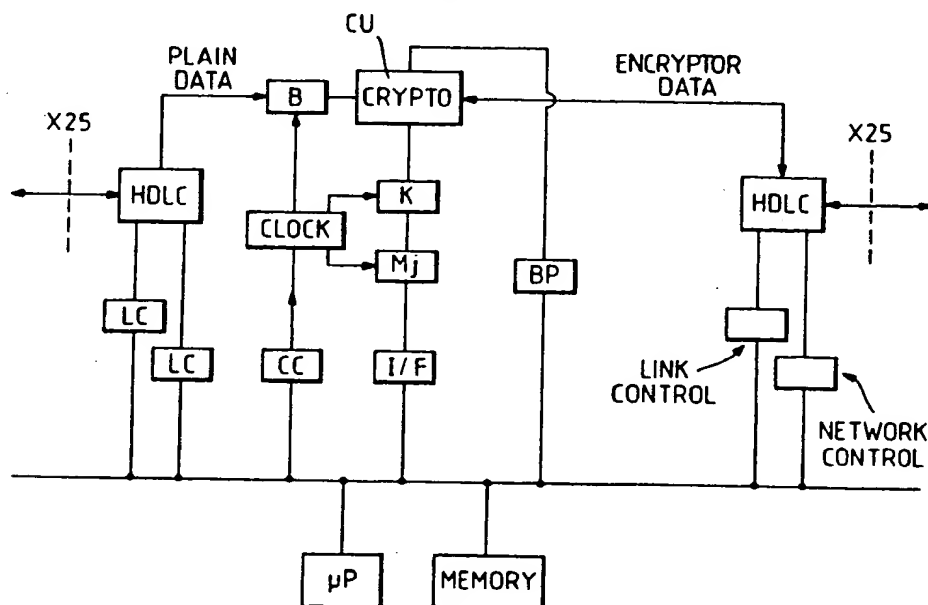 CU
PLAIN
DATA
B
CRYPTO
ENCRYPTOR
DATA
X25
X25
HDLC
K
HDLC
CLOCK
Mj
BP
LC
LC
CC
I/F
LINK
CONTROL
NETWORK
CONTROL
μP
MEMORY